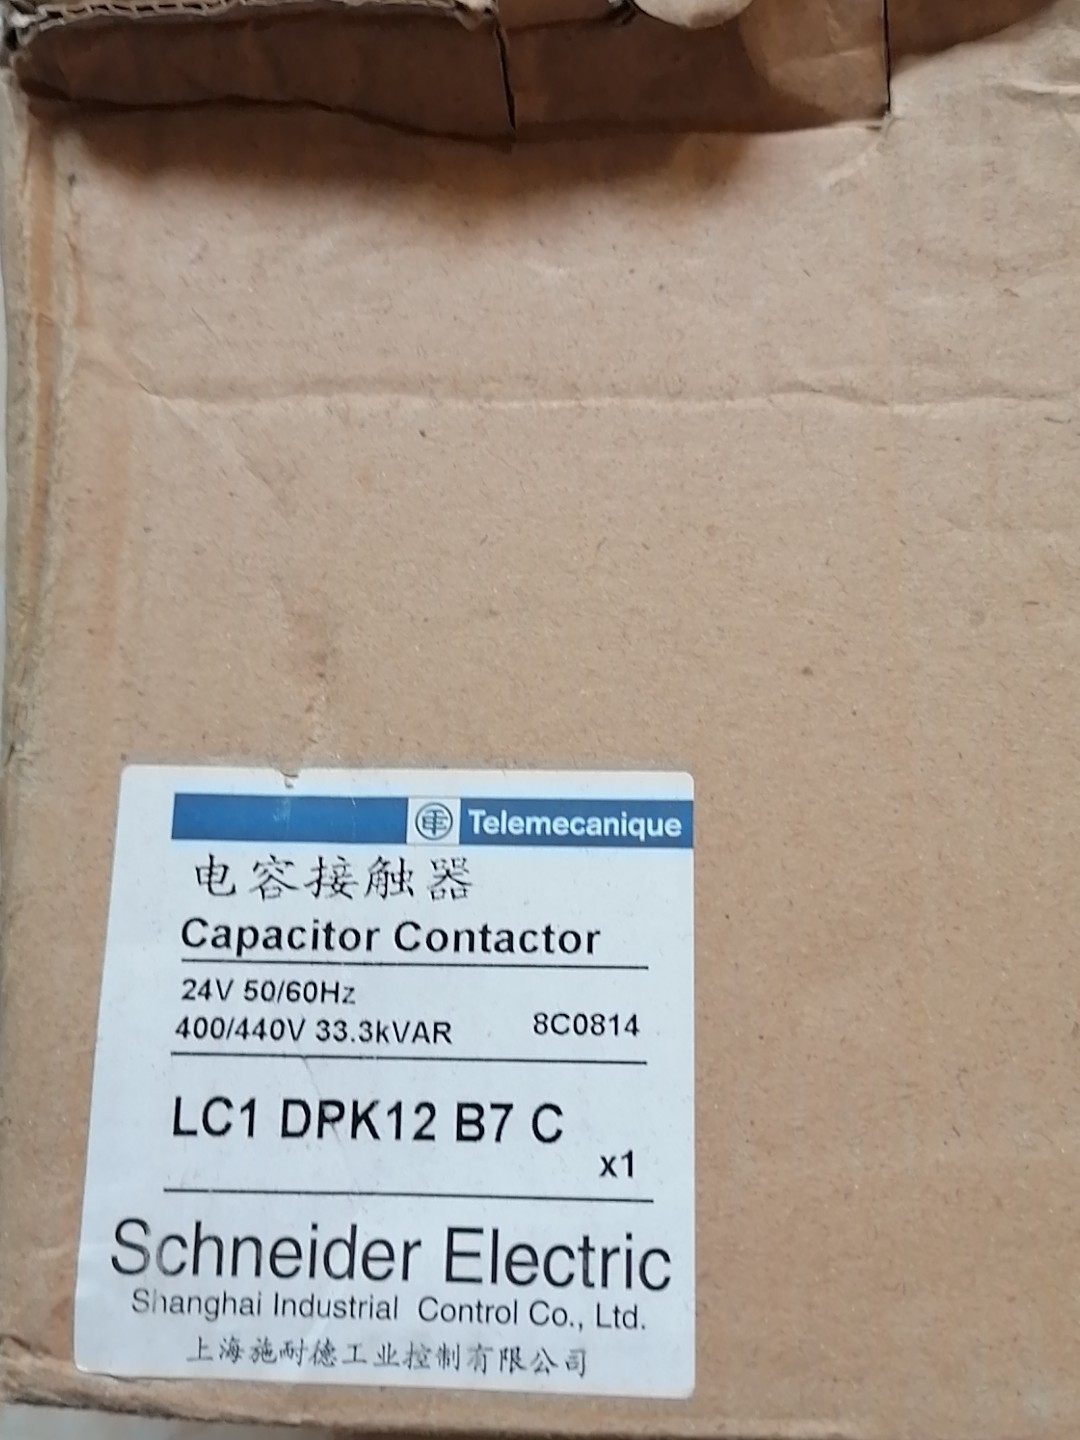 Telemecanique
电容接触器
Capacitor Contactor
24V 50/60Hz
400/440V 33.3kVAR 8C0814
LC1 DPK12 B7 C
x1
Schneider Electric
Shanghai Industrial Control Co., Ltd.
上海施耐德工业控制有限公司